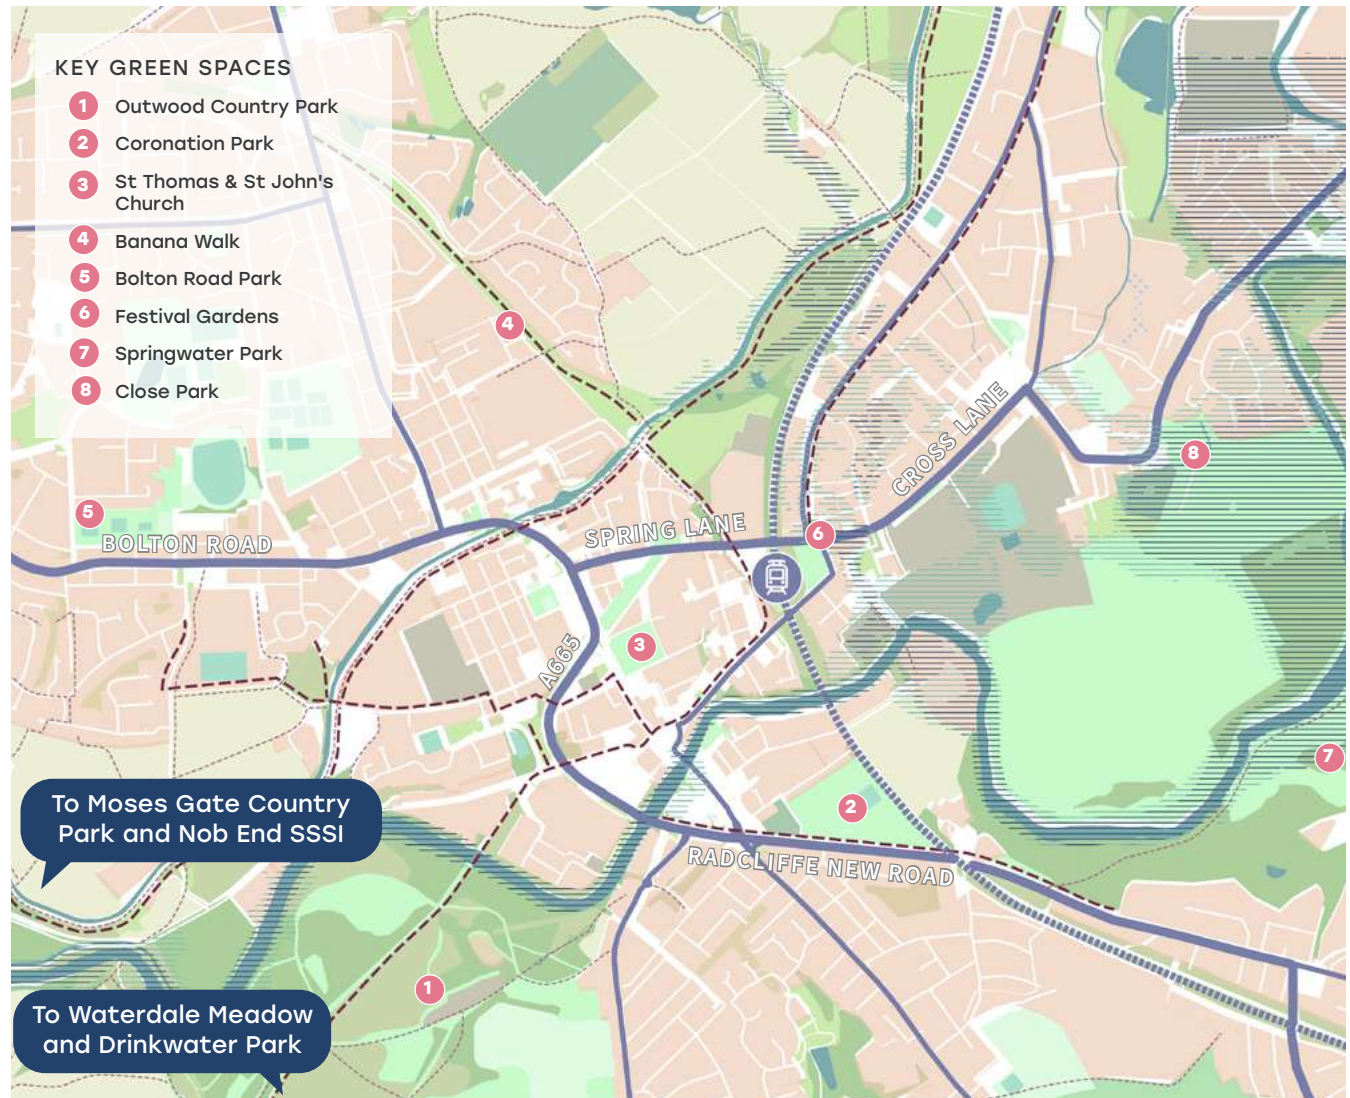 KEY GREEN SPACES
1 Outwood Country Park
2 Coronation Park
3 St Thomas & St John's
Church
4 Banana Walk
5 Bolton Road Park
6 Festival Gardens
7 Springwater Park
8 Close Park
4
CROSS LANE
8
5
BOLTON ROAD
SPRING LANE
6
A665
3
7
To Moses Gate Country
Park and Nob End SSSI
2
RADCLIFFE NEW ROAD
1
To Waterdale Meadow
and Drinkwater Park